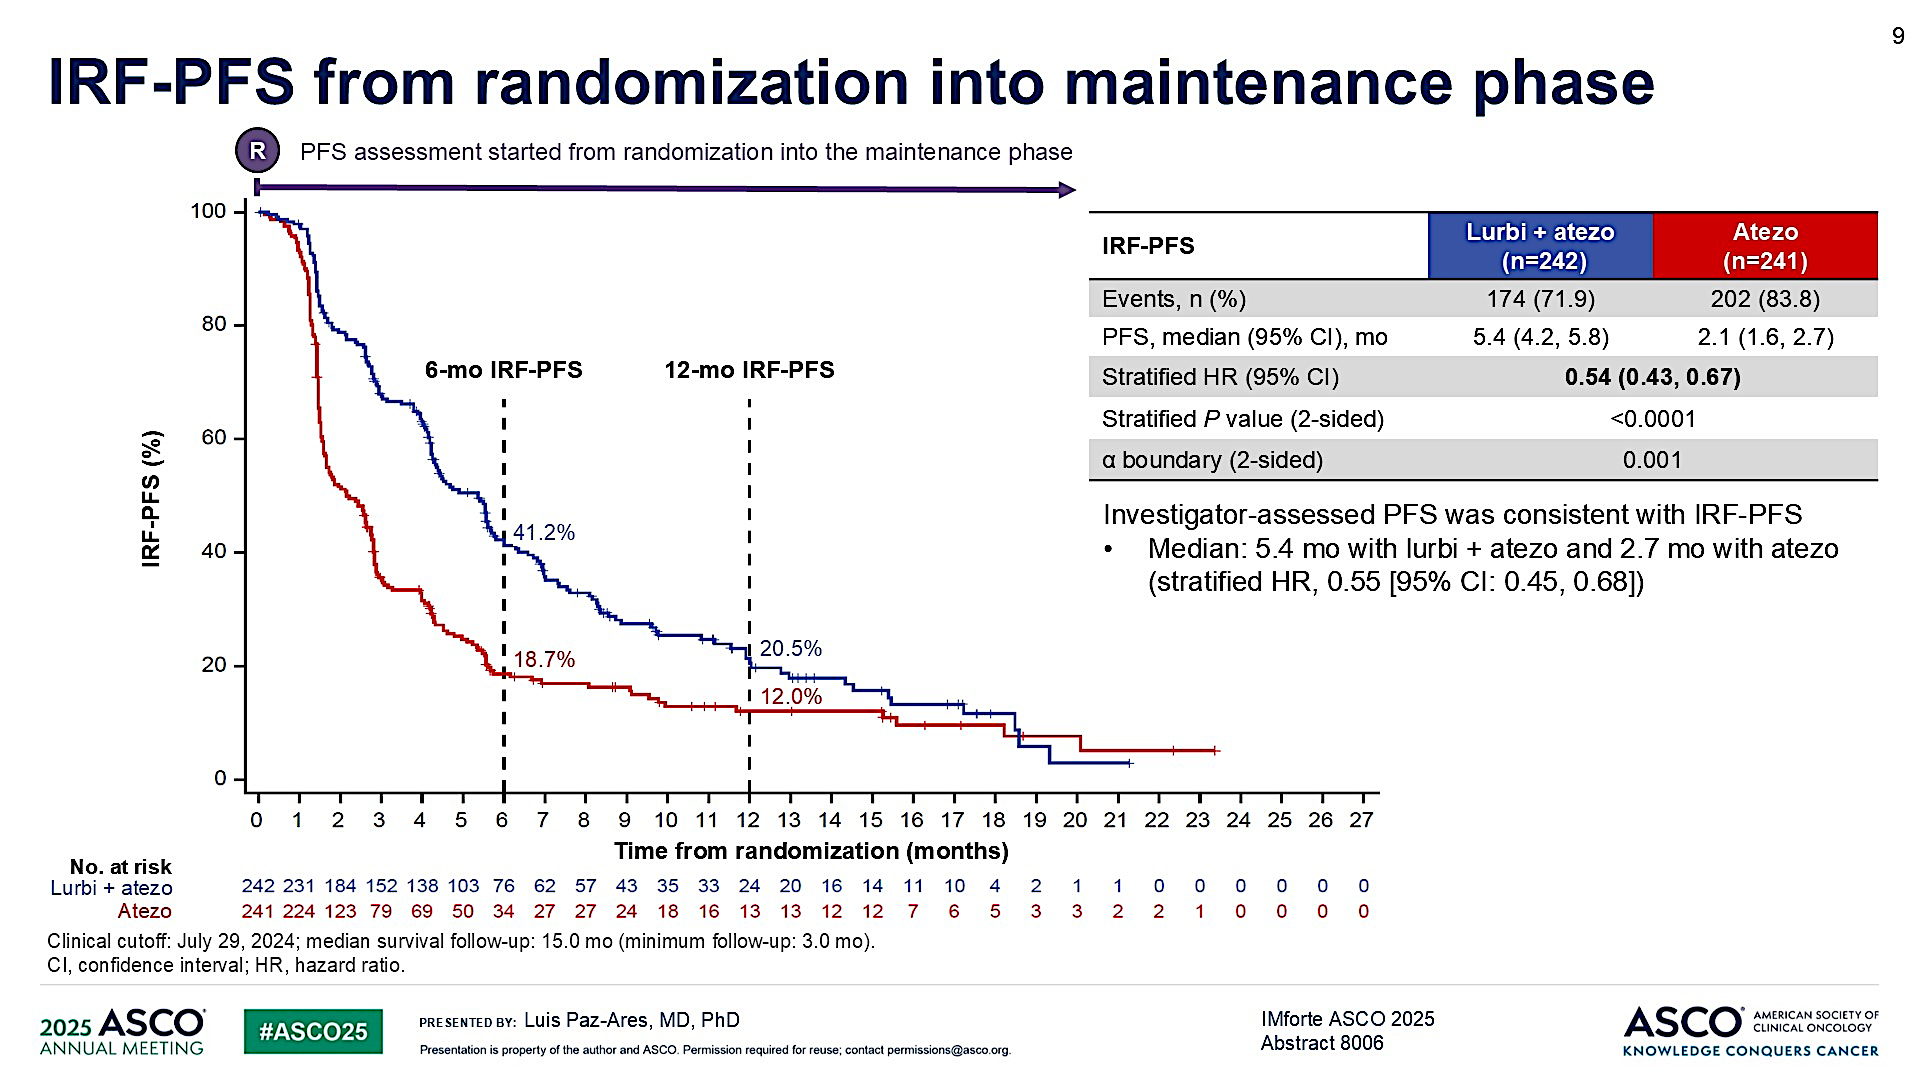 9
IRF-PFS from randomization into maintenance phase
R
PFS assessment started from randomization into the maintenance phase
IRF-PFS (%)
100
80
60
40
20
0
6-mo IRF-PFS
12-mo IRF-PFS
41.2%
18.7%
20.5%
12.0%
0 1 2 3 4 5 6 7 8 9 10 11 12 13 14 15 16 17 18 19 20 21 22 23 24 25 26 27
Time from randomization (months)
No. at risk
Lurbi + atezo 242 231 184 152 138 103 76 62 57 43 35 33 24 20 16 14 11 10 4 2 1 1 0 0 0 0 0 0
Atezo 241 224 123 79 69 50 34 27 27 24 18 16 13 13 12 12 7 6 5 3 3 2 2 1 0 0 0 0
IRF-PFS Lurbi + atezo (n=242) Atezo (n=241)
Events, n (%) 174 (71.9) 202 (83.8)
PFS, median (95% CI), mo 5.4 (4.2, 5.8) 2.1 (1.6, 2.7)
Stratified HR (95% CI) 0.54 (0.43, 0.67)
Stratified P value (2-sided) <0.0001
α boundary (2-sided) 0.001
Investigator-assessed PFS was consistent with IRF-PFS
• Median: 5.4 mo with lurbi + atezo and 2.7 mo with atezo
(stratified HR, 0.55 [95% CI: 0.45, 0.68])
Clinical cutoff: July 29, 2024; median survival follow-up: 15.0 mo (minimum follow-up: 3.0 mo).
CI, confidence interval; HR, hazard ratio.
2025 ASCO
ANNUAL MEETING
#ASCO25
PRESENTED BY: Luis Paz-Ares, MD, PhD
Presentation is property of the author and ASCO. Permission required for reuse; contact permissions@asco.org.
IMforte ASCO 2025
Abstract 8006
ASCO AMERICAN SOCIETY OF
CLINICAL ONCOLOGY
KNOWLEDGE CONQUERS CANCER